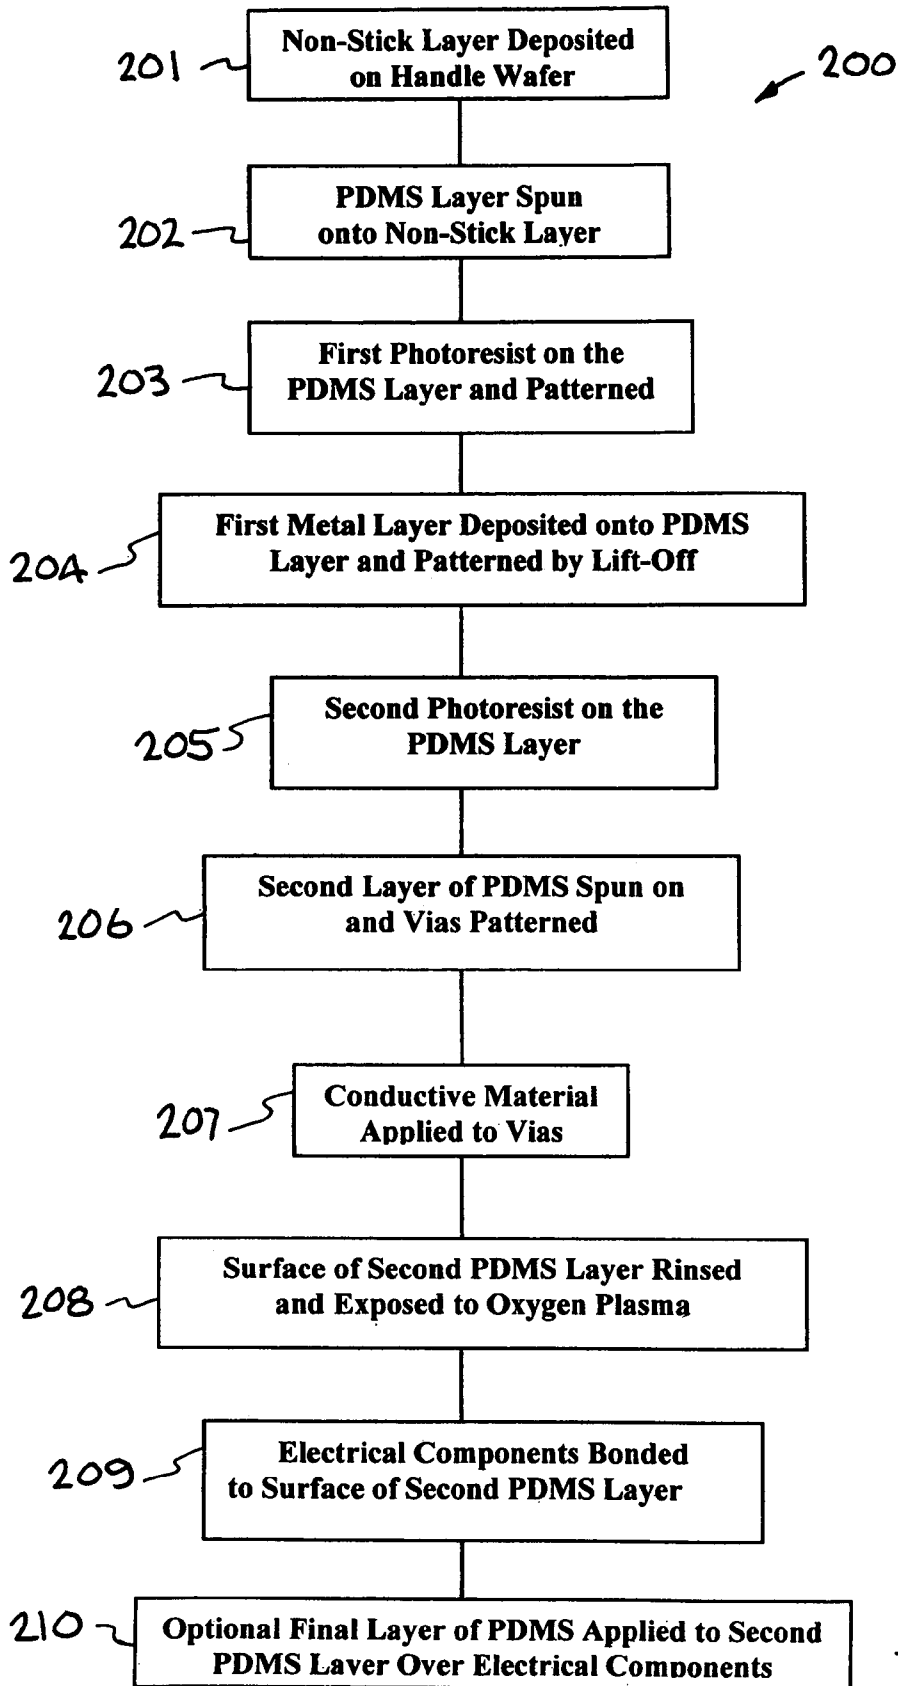 Non-Stick Layer Deposited
on Handle Wafer
201
200
PDMS Layer Spun
onto Non-Stick Layer
202
First Photoresist on the
PDMS Layer and Patterned
203
First Metal Layer Deposited onto PDMS
Layer and Patterned by Lift-Off
204
Second Photoresist on the
PDMS Layer
205
Second Layer of PDMS Spun on
and Vias Patterned
206
Conductive Material
Applied to Vias
207
Surface of Second PDMS Layer Rinsed
and Exposed to Oxygen Plasma
208
Electrical Components Bonded
to Surface of Second PDMS Layer
209
210
Optional Final Layer of PDMS Applied to Second
PDMS Layer Over Electrical Components